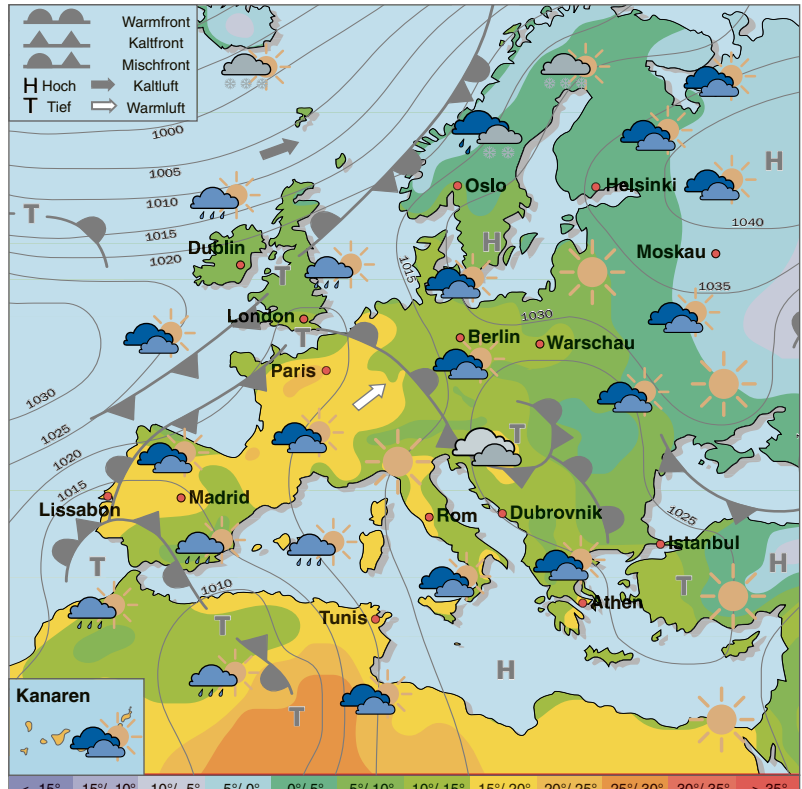 Warmfront
Kaltfront
Mischfront
H Hoch Kaltluft
T Tief Warmluft
1000
1005
1010
1015
1020
T
Dublin
T
London
T
Paris
Oslo
Helsinki
H
1040
Moskau
1035
H
1015
1030
Berlin
Warschau
1030
1025
1020
1015
Lissabon
Madrid
T
Rom
Dubrovnik
1025
Istanbul
H
T
T
1010
T
Tunis
Athen
H
T
Kanaren
< -15° -15°/-10° -10°/-5° -5°/0° 0°/5° 5°/10° 10°/15° 15°/20° 20°/25° 25°/30° 30°/35° > 35°